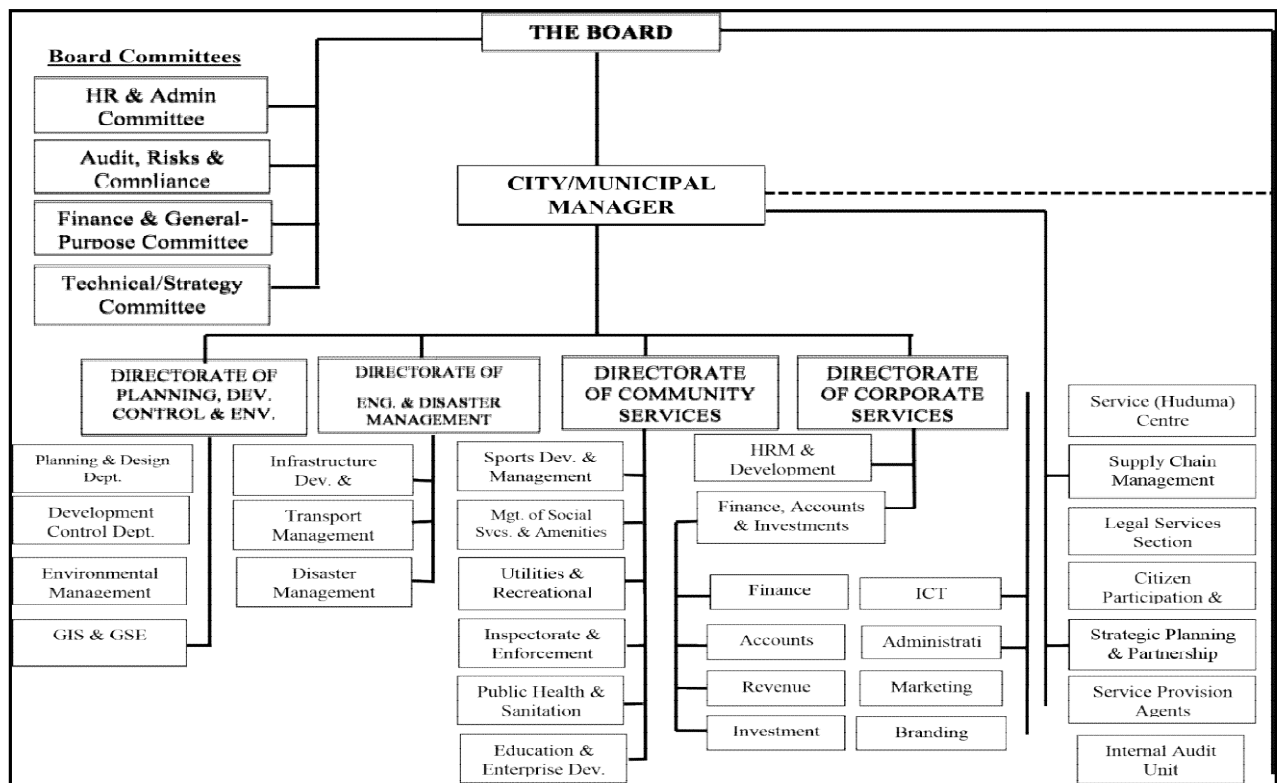 THE BOARD
Board Committees
HR & Admin
Committee
Audit, Risks &
Compliance
Finance & General-
Purpose Committee
Technical/Strategy
Committee
CITY/MUNICIPAL
MANAGER
DIRECTORATE OF
PLANNING, DEV.
CONTROL & ENV.
DIRECTORATE OF
ENG. & DISASTER
MANAGEMENT
DIRECTORATE
OF COMMUNITY
SERVICES
DIRECTORATE
OF CORPORATE
SERVICES
Planning & Design
Dept.
Development
Control Dept.
Environmental
Management
GIS & GSE
Infrastructure
Dev. &
Transport
Management
Disaster
Management
Sports Dev. &
Management
Mgt. of Social
Svcs. & Amenities
Utilities &
Recreational
Inspectorate &
Enforcement
Public Health &
Sanitation
Education &
Enterprise Dev.
HRM &
Development
Finance, Accounts
& Investments
Finance
Accounts
Revenue
Investment
ICT
Administrati
Marketing
Branding
Service (Huduma)
Centre
Supply Chain
Management
Legal Services
Section
Citizen
Participation &
Strategic Planning
& Partnership
Service Provision
Agents
Internal Audit
Unit